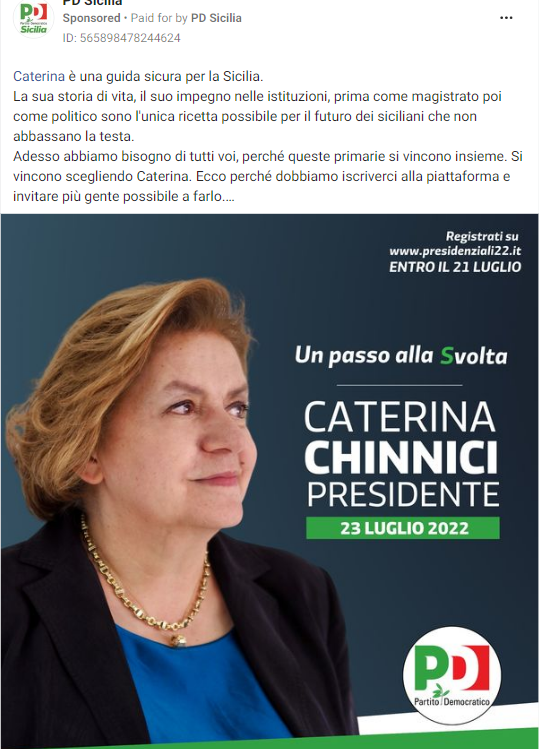 PD Sicilia
Sponsored • Paid for by PD Sicilia
ID: 565898478244624
PD
Partito Democratico
Sicilia
Caterina è una guida sicura per la Sicilia.
La sua storia di vita, il suo impegno nelle istituzioni, prima come magistrato poi
come politico sono l'unica ricetta possibile per il futuro dei siciliani che non
abbassano la testa.
Adesso abbiamo bisogno di tutti voi, perché queste primarie si vincono insieme. Si
vincono scegliendo Caterina. Ecco perché dobbiamo iscriverci alla piattaforma e
invitare più gente possibile a farlo....
Registrati su
www.presidenziali22.it
ENTRO IL 21 LUGLIO
Un passo alla Svolta
CATERINA
CHINNICI
PRESIDENTE
23 LUGLIO 2022
PD
Partito Democratico